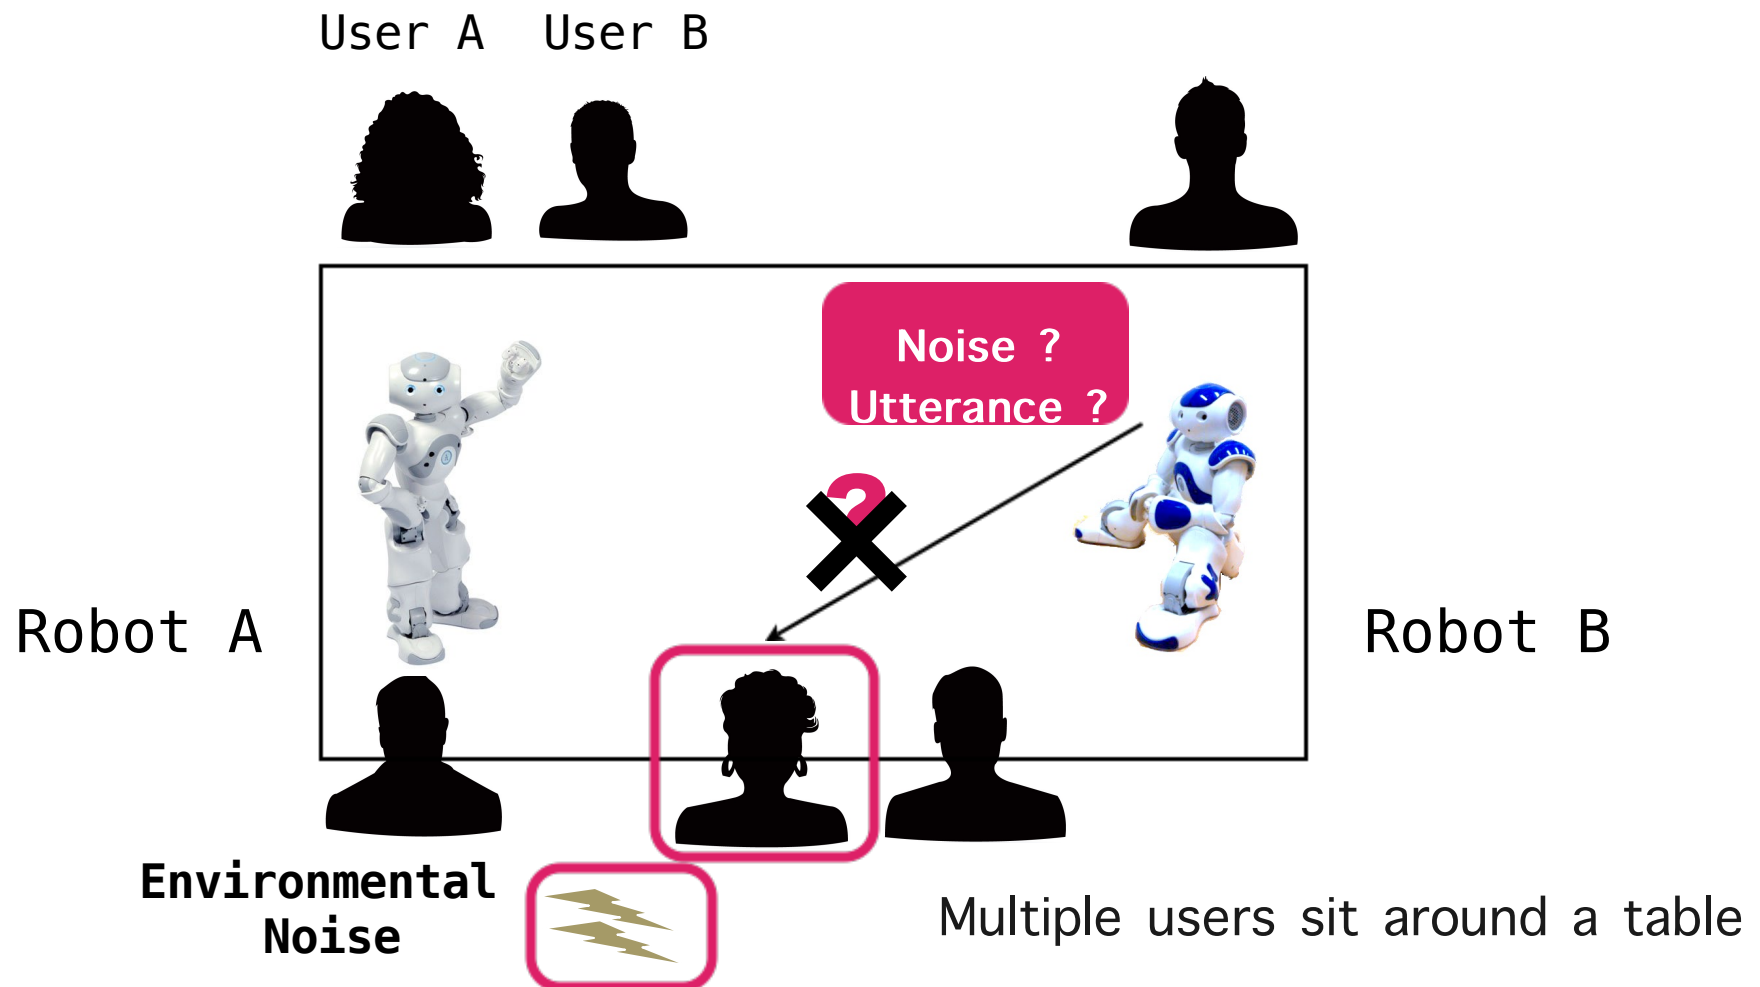 User A User B
Noise ?
Utterance ?
?
Robot A
Robot B
Environmental
Noise
Multiple users sit around a table